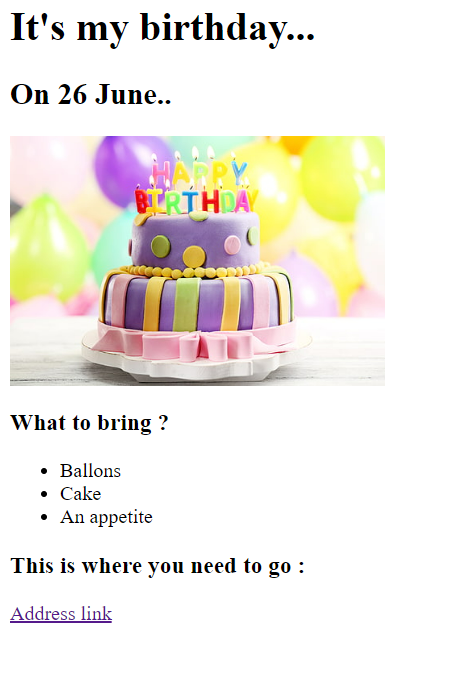 It's my birthday...
On 26 June..
HAPPY
BIRTHDAY
What to bring ?
Ballons
Cake
An appetite
This is where you need to go :
Address link